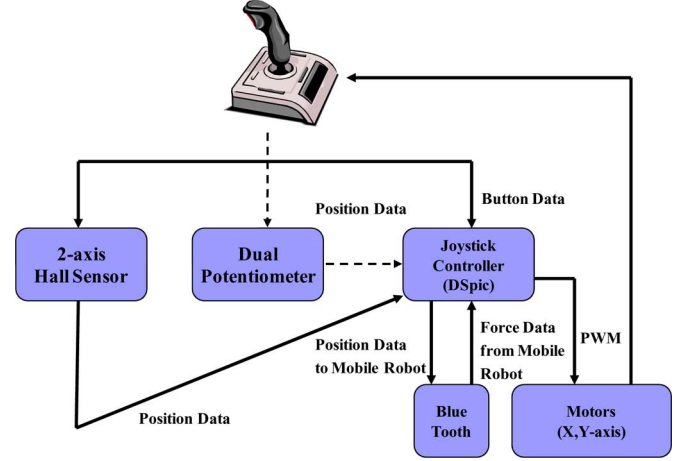 Button Data
Position Data
2-axis
Hall Sensor
Dual
Potentiometer
Joystick
Controller
(DSpic)
Position Data
to Mobile Robot
Force Data
from Mobile
Robot
PWM
Position Data
Blue
Tooth
Motors
(X,Y-axis)